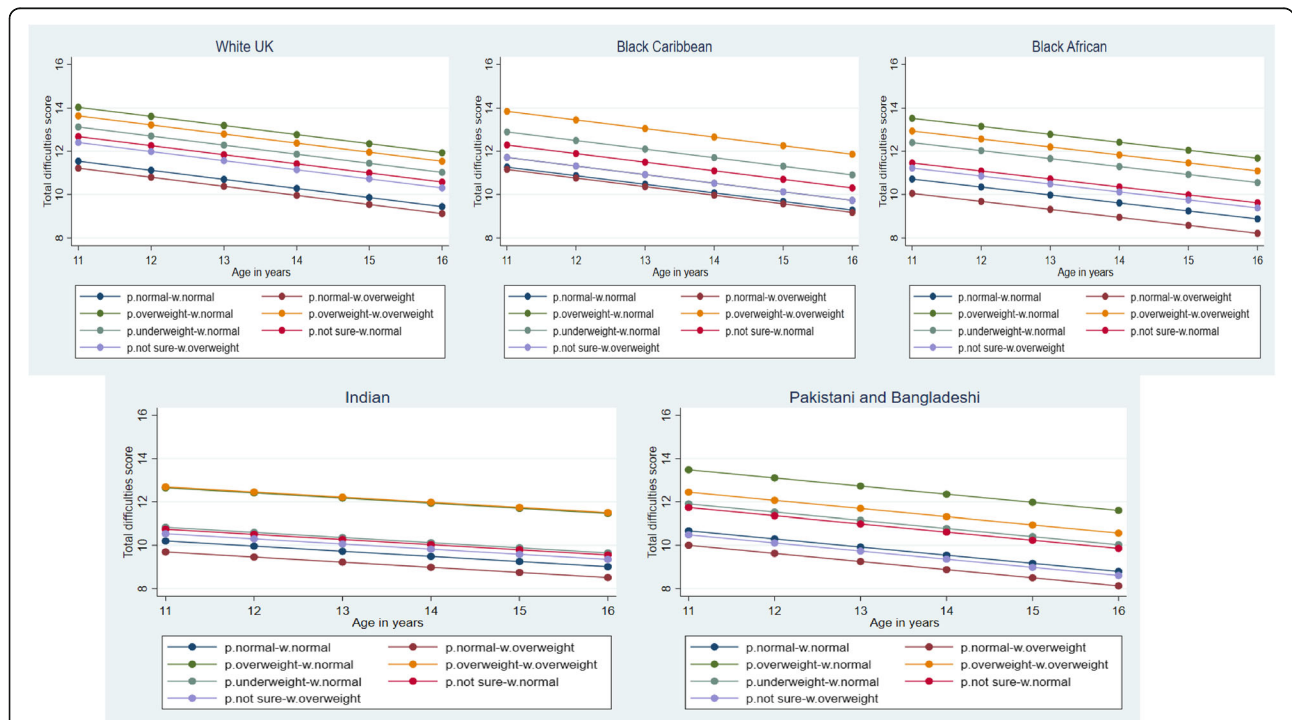 White UK
Black Caribbean
Black African
Total difficulties score
16
14
12
10
8
11 12 13 14 15 16
Age in years
p.normal-w.normal p.normal-w.overweight
p.overweight-w.normal p.overweight-w.overweight
p.underweight-w.normal p.not sure-w.normal
p.not sure-w.overweight
Total difficulties score
16
14
12
10
8
11 12 13 14 15 16
Age in years
p.normal-w.normal p.normal-w.overweight
p.overweight-w.normal p.overweight-w.overweight
p.underweight-w.normal p.not sure-w.normal
p.not sure-w.overweight
Total difficulties score
16
14
12
10
8
11 12 13 14 15 16
Age in years
p.normal-w.normal p.normal-w.overweight
p.overweight-w.normal p.overweight-w.overweight
p.underweight-w.normal p.not sure-w.normal
p.not sure-w.overweight
Indian
Total difficulties score
16
14
12
10
8
11 12 13 14 15 16
Age in years
p.normal-w.normal p.normal-w.overweight
p.overweight-w.normal p.overweight-w.overweight
p.underweight-w.normal p.not sure-w.normal
p.not sure-w.overweight
Pakistani and Bangladeshi
Total difficulties score
16
14
12
10
8
11 12 13 14 15 16
Age in years
p.normal-w.normal p.normal-w.overweight
p.overweight-w.normal p.overweight-w.overweight
p.underweight-w.normal p.not sure-w.normal
p.not sure-w.overweight